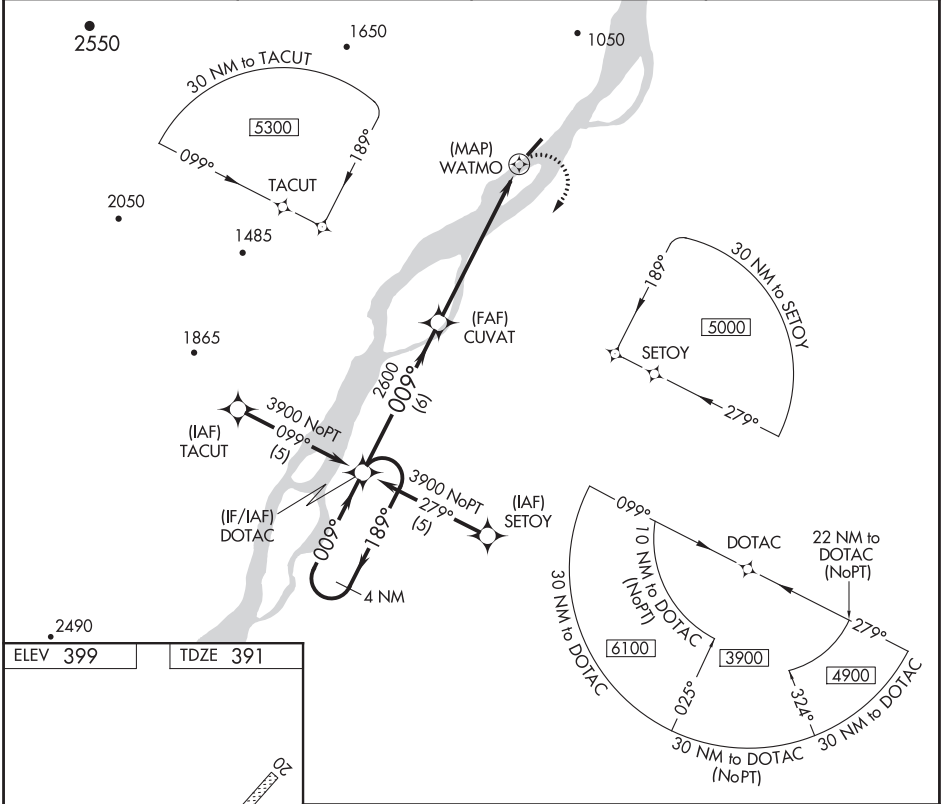 2550
1650
1050
30 NM to TACUT
5300
099°
189°
TACUT
(MAP)
WATMO
2050
1485
1865
(FAF)
CUVAT
30 NM to SETOY
189°
5000
SETOY
279°
2600
009°
(6)
3900 NoPT
099°
(5)
(IAF)
TACUT
3900 NoPT
279°
(5)
(IAF)
SETOY
(IF/IAF)
DOTAC
009°
189°
4 NM
099°
DOTAC
22 NM to
DOTAC
(NoPT)
10 NM to DOTAC
(NoPT)
279°
30 NM to DOTAC
6100
3900
4900
025°
324°
30 NM to DOTAC
(NoPT)
30 NM to DOTAC
2490
ELEV 399
TDZE 391
20